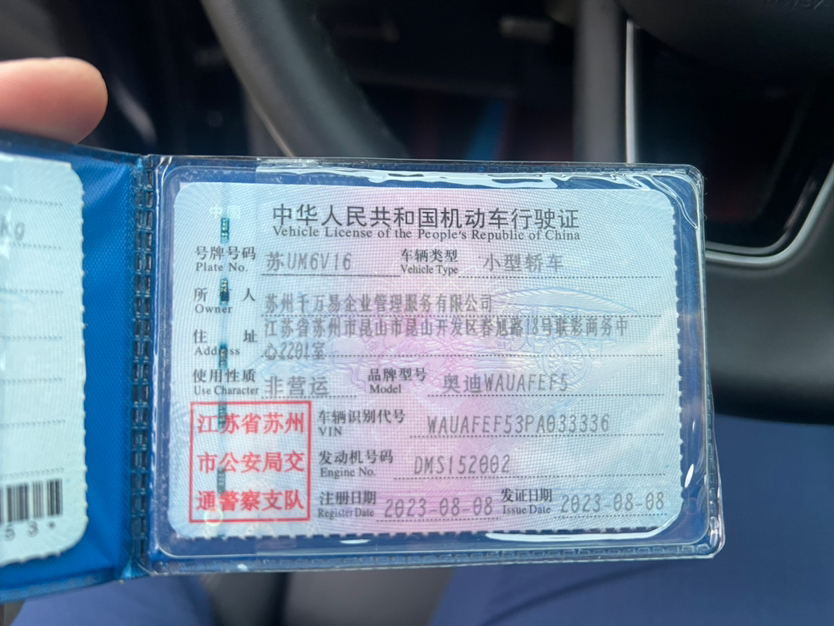 中国
中华人民共和国机动车行驶证
Vehicle License of the People's Republic of China
号牌号码 苏UM6V16 车辆类型 小型轿车
Plate No. Vehicle Type
所有人 苏州千万易企业管理服务有限公司
Owner
住址 江苏省苏州市昆山市昆山开发区春旭路18号联影商务中
Address 心2201室
使用性质 非营运 品牌型号 奥迪WAUAFEF5
Use Character Model
江苏省苏州
市公安局交
通警察支队
车辆识别代号 WAUAFEF53PA033336
VIN
发动机号码 DMS152002
Engine No.
注册日期 2023-08-08 发证日期 2023-08-08
Register Date Issue Date
kg
53*